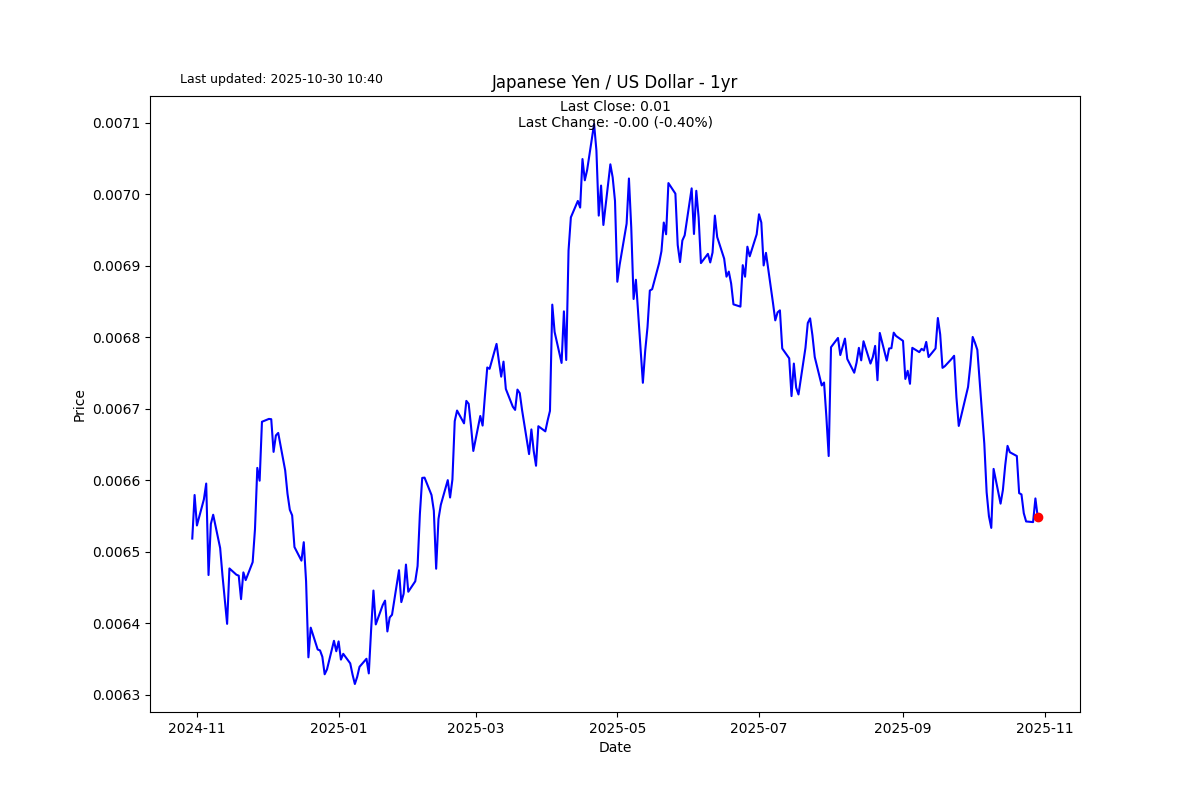 Last updated: 2025-10-30 10:40
Japanese Yen / US Dollar - 1yr
Last Close: 0.01
Last Change: -0.00 (-0.40%)
0.0071
0.0070
0.0069
0.0068
0.0067
0.0066
0.0065
0.0064
0.0063
Price
2024-11
2025-01
2025-03
2025-05
2025-07
2025-09
2025-11
Date